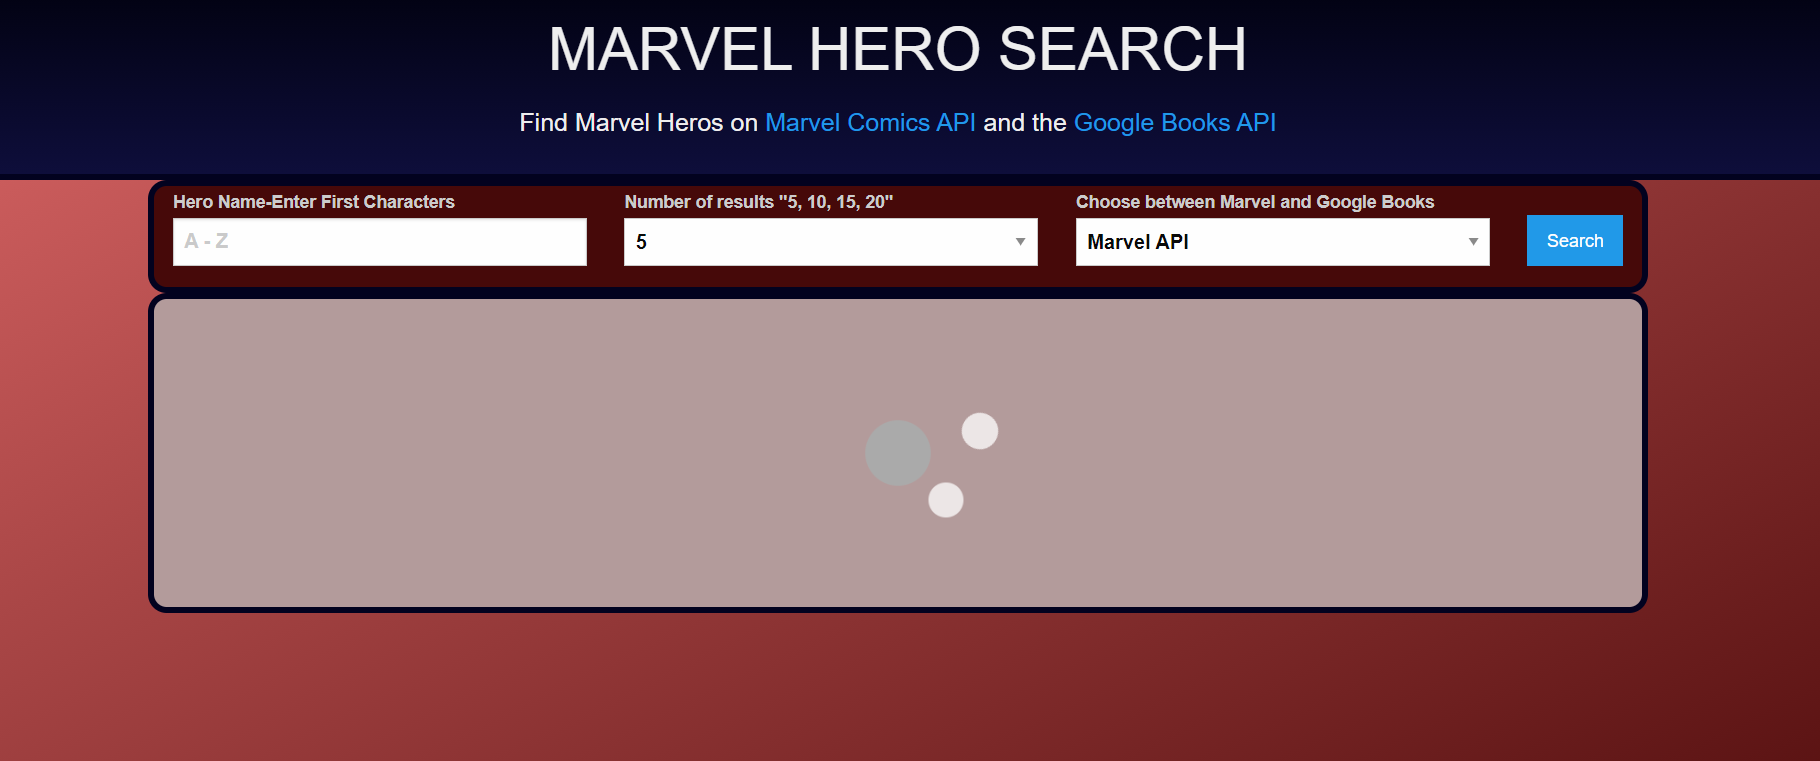 MARVEL HERO SEARCH
Find Marvel Heros on Marvel Comics API and the Google Books API
Hero Name-Enter First Characters
Number of results "5, 10, 15, 20"
Choose between Marvel and Google Books
A - Z
5
Marvel API
Search